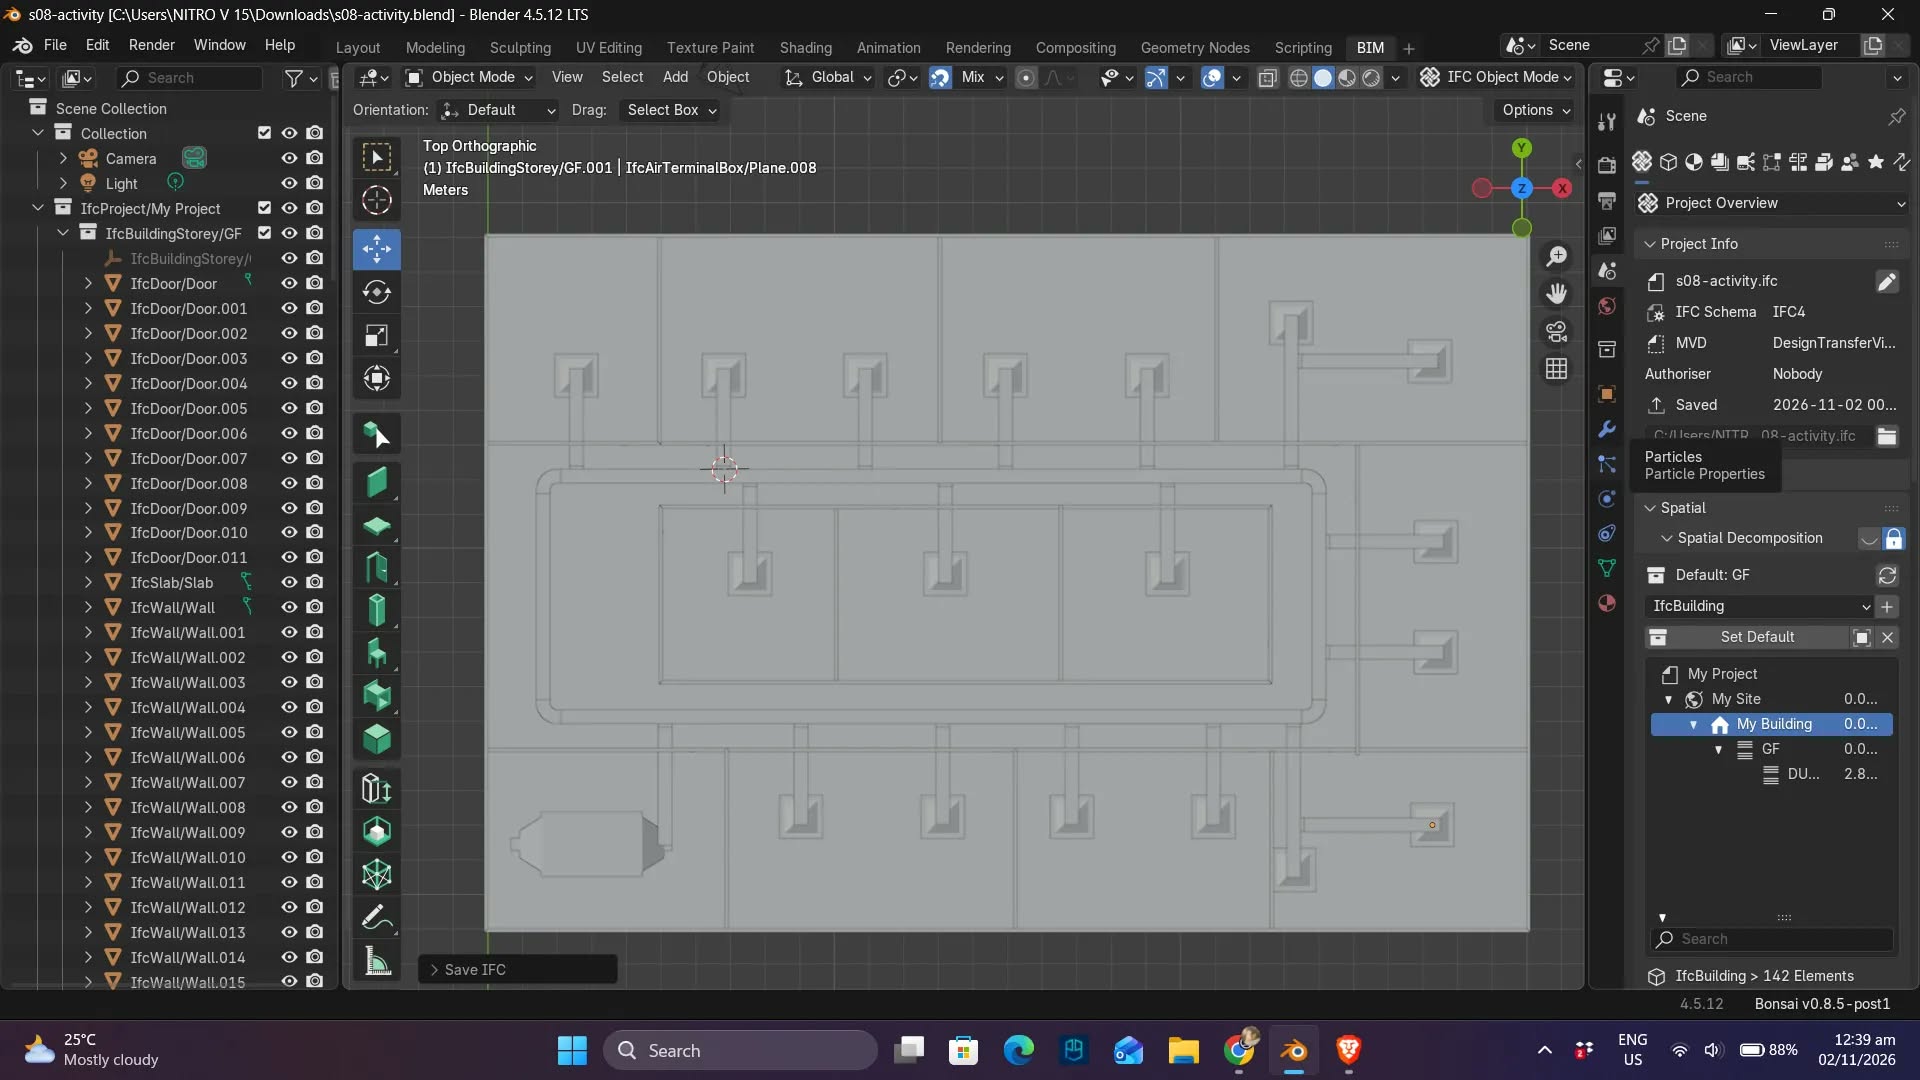 s08-activity [C:\Users\NITRO V 15\Downloads\s08-activity.blend] - Blender 4.5.12 LTS
File Edit Render Window Help
Layout Modeling Sculpting UV Editing Texture Paint Shading Animation Rendering Compositing Geometry Nodes Scripting BIM
Scene
ViewLayer
Search
Object Mode View Select Add Object
Global
Mix
IFC Object Mode
Search
Orientation: Default Drag: Select Box
Options
Scene Collection
Collection
Camera
Light
IfcProject/My Project
IfcBuildingStorey/GF
IfcBuildingStorey/
IfcDoor/Door
IfcDoor/Door.001
IfcDoor/Door.002
IfcDoor/Door.003
IfcDoor/Door.004
IfcDoor/Door.005
IfcDoor/Door.006
IfcDoor/Door.007
IfcDoor/Door.008
IfcDoor/Door.009
IfcDoor/Door.010
IfcDoor/Door.011
IfcSlab/Slab
IfcWall/Wall
IfcWall/Wall.001
IfcWall/Wall.002
IfcWall/Wall.003
IfcWall/Wall.004
IfcWall/Wall.005
IfcWall/Wall.006
IfcWall/Wall.007
IfcWall/Wall.008
IfcWall/Wall.009
IfcWall/Wall.010
IfcWall/Wall.011
IfcWall/Wall.012
IfcWall/Wall.013
IfcWall/Wall.014
IfcWall/Wall.015
Top Orthographic
(1) IfcBuildingStorey/GF.001 | IfcAirTerminalBox/Plane.008
Meters
Y
Z
X
Save IFC
Scene
Project Overview
Project Info
s08-activity.ifc
IFC Schema IFC4
MVD DesignTransferVi...
Authoriser Nobody
Saved 2026-11-02 00...
C:/Users/NITR...08-activity.ifc
Particles
Particle Properties
Spatial
Spatial Decomposition
Default: GF
IfcBuilding
Set Default
My Project
My Site 0.0...
My Building 0.0...
GF 0.0...
DU... 2.8...
Search
IfcBuilding > 142 Elements
4.5.12 Bonsai v0.8.5-post1
25°C
Mostly cloudy
Search
2
ENG
US
88%
12:39 am
02/11/2026